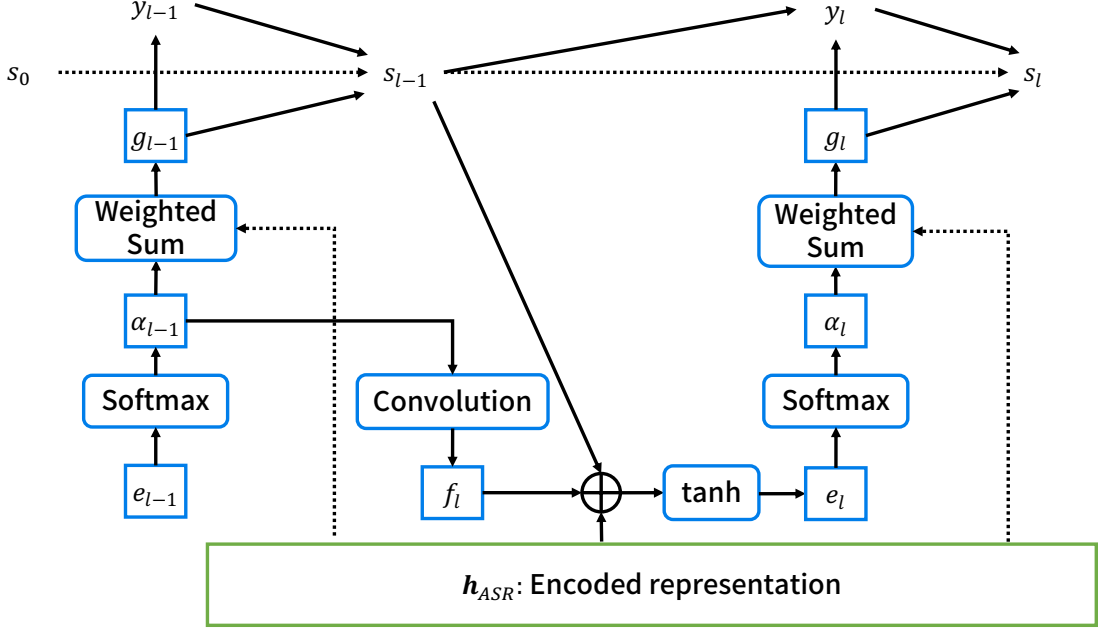 y_{l−1}
y_l
s_0
s_{l−1}
s_l
g_{l−1}
g_l
Weighted
Sum
Weighted
Sum
α_{l−1}
α_l
Softmax
Convolution
Softmax
e_{l−1}
f_l
tanh
e_l
h_{ASR}: Encoded representation